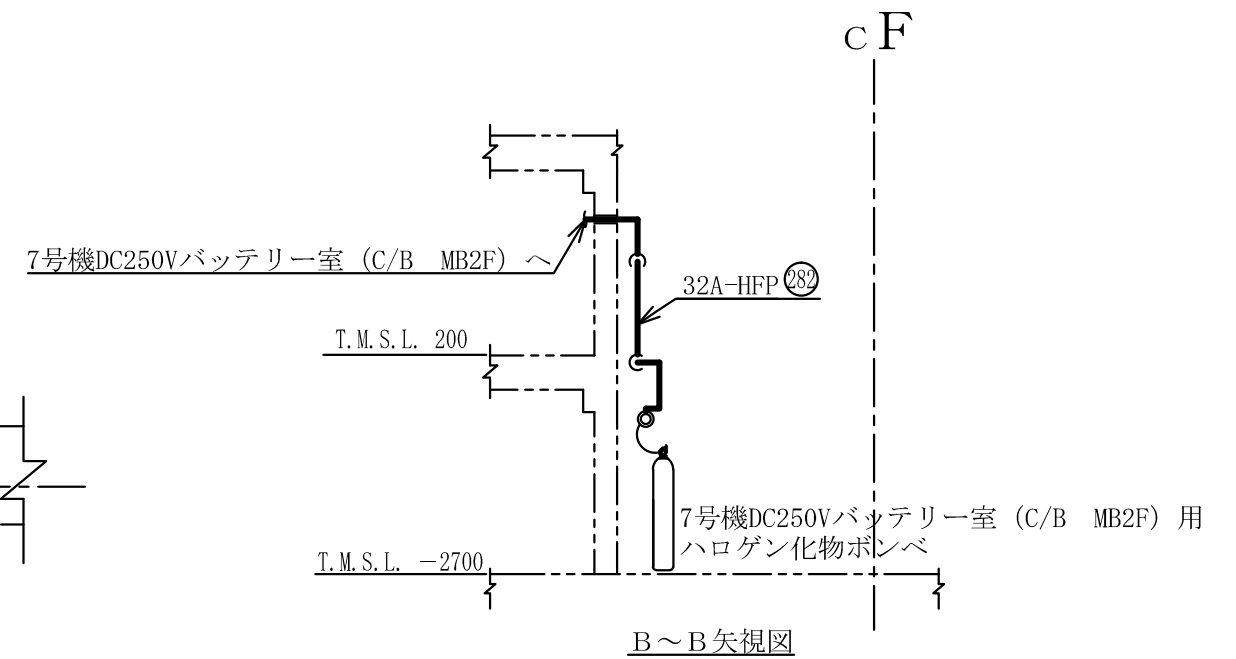 CF
7号機DC250Vバッテリー室（C/B　MB2F）へ
32A-HFP 282
T.M.S.L. 200
7号機DC250Vバッテリー室（C/B　MB2F）用
ハロゲン化物ボンベ
T.M.S.L. －2700
B～B矢視図